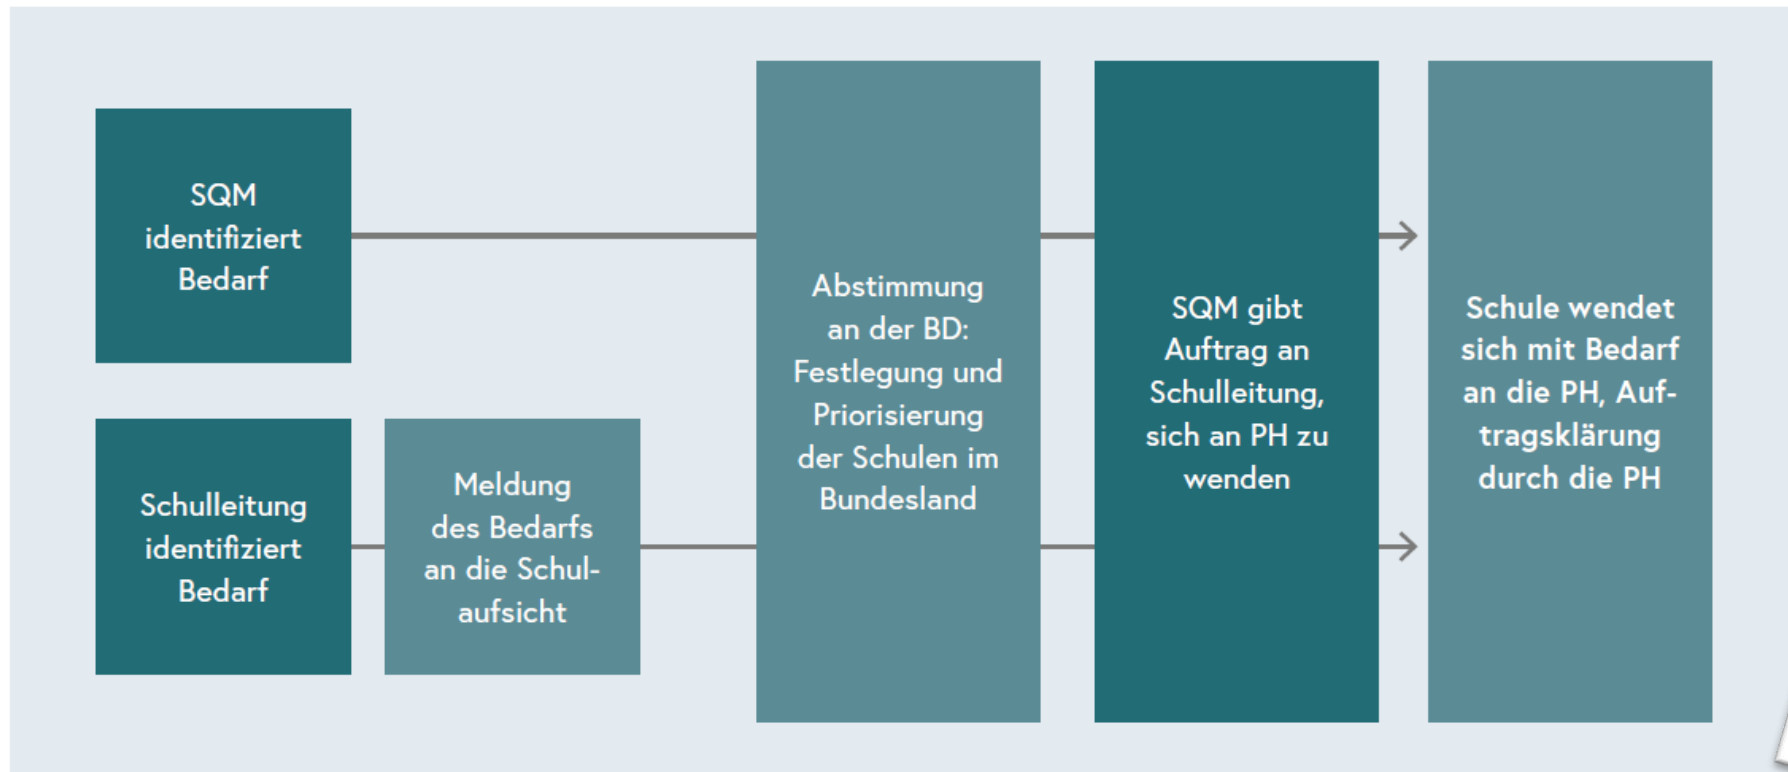 SQM
identifiziert
Bedarf
Schulleitung
identifiziert
Bedarf
Meldung
des Bedarfs
an die Schul-
aufsicht
Abstimmung
an der BD:
Festlegung und
Priorisierung
der Schulen im
Bundesland
SQM gibt
Auftrag an
Schulleitung,
sich an PH zu
wenden
Schule wendet
sich mit Bedarf
an die PH, Auf-
tragsklärung
durch die PH